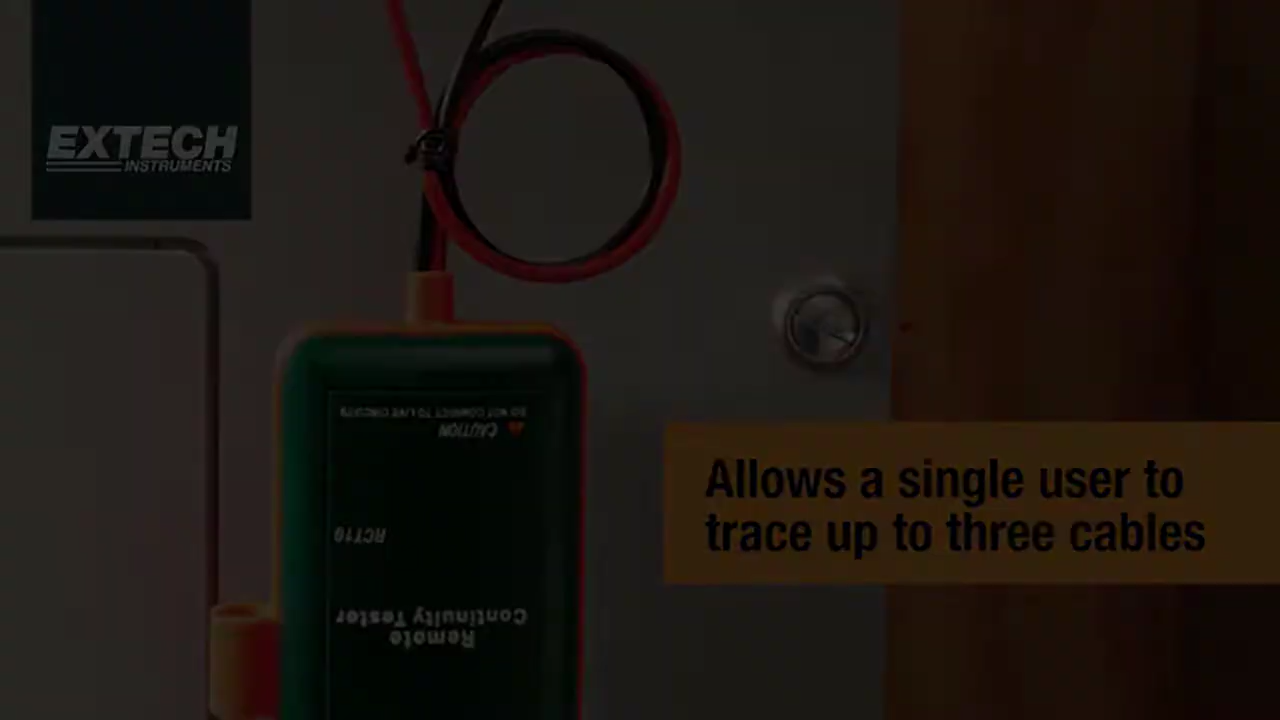 EXTECH
INSTRUMENTS
DO NOT CONNECT TO LIVE CIRCUITS
CAUTION
RCT10
Remote
Continuity Tester
Allows a single user to
trace up to three cables